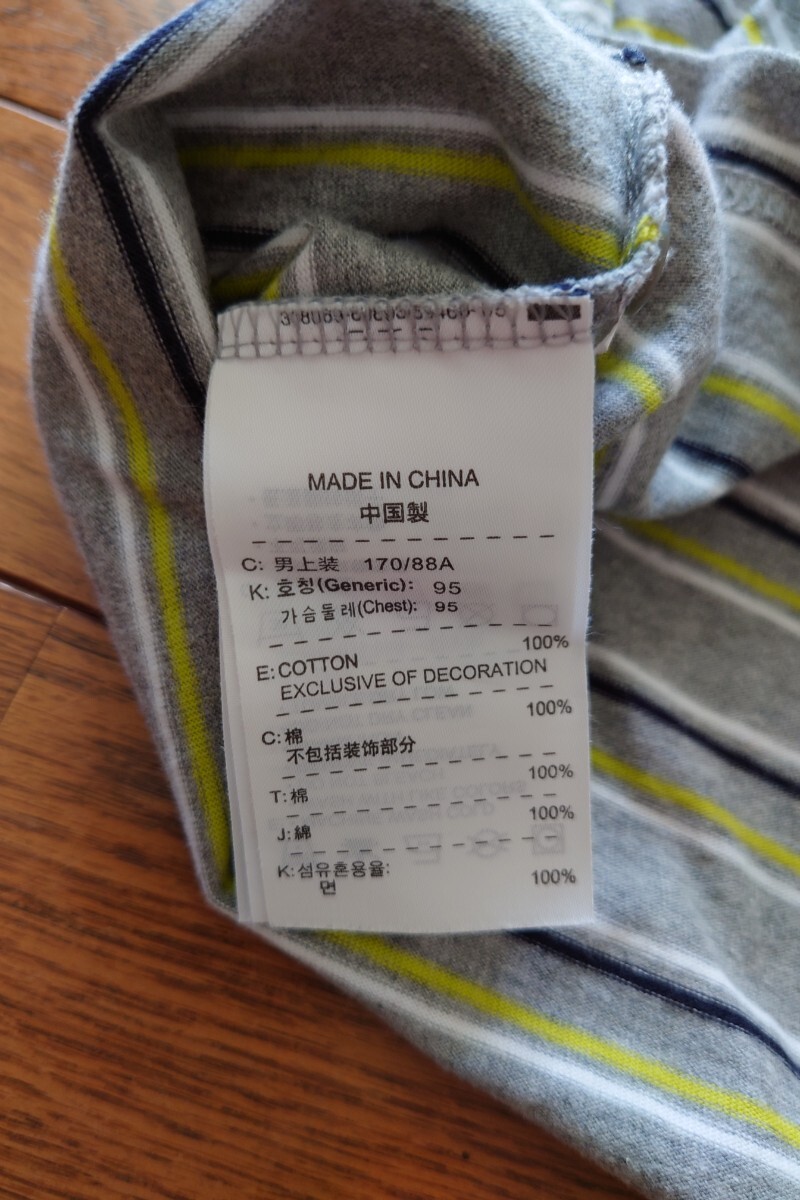 MADE IN CHINA
中国製
C: 男上装 170/88A
K: 호칭(Generic): 95
가슴둘레(Chest): 95
100%
E: COTTON
EXCLUSIVE OF DECORATION
100%
C: 棉
不包括装饰部分
100%
T: 棉
100%
J: 綿
K: 섬유혼용율:
면 100%